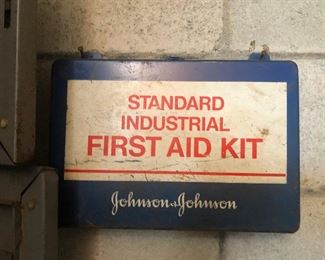 STANDARD
INDUSTRIAL
FIRST AID KIT
Johnson & Johnson